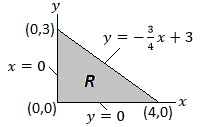 y
(0,3)
y = −3/4x + 3
x = 0
R
(0,0)
y = 0
(4,0)
x